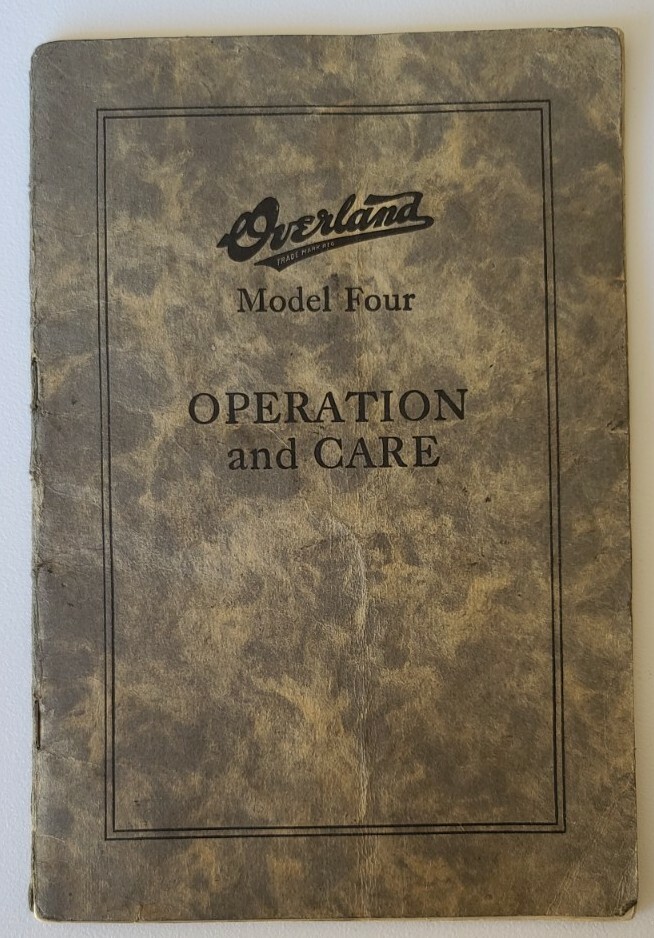 Overland
TRADE MARK REG
Model Four
OPERATION
and CARE